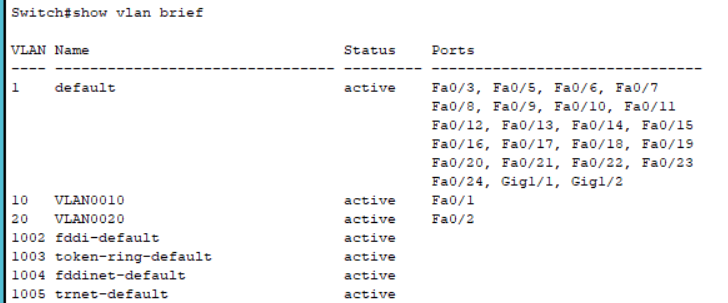 Switch#show vlan brief
VLAN Name Status Ports
---- -------------------------------- --------- -------------------------------
1 default active Fa0/3, Fa0/5, Fa0/6, Fa0/7
Fa0/8, Fa0/9, Fa0/10, Fa0/11
Fa0/12, Fa0/13, Fa0/14, Fa0/15
Fa0/16, Fa0/17, Fa0/18, Fa0/19
Fa0/20, Fa0/21, Fa0/22, Fa0/23
Fa0/24, Gig1/1, Gig1/2
10 VLAN0010 active Fa0/1
20 VLAN0020 active Fa0/2
1002 fddi-default active
1003 token-ring-default active
1004 fddinet-default active
1005 trnet-default active